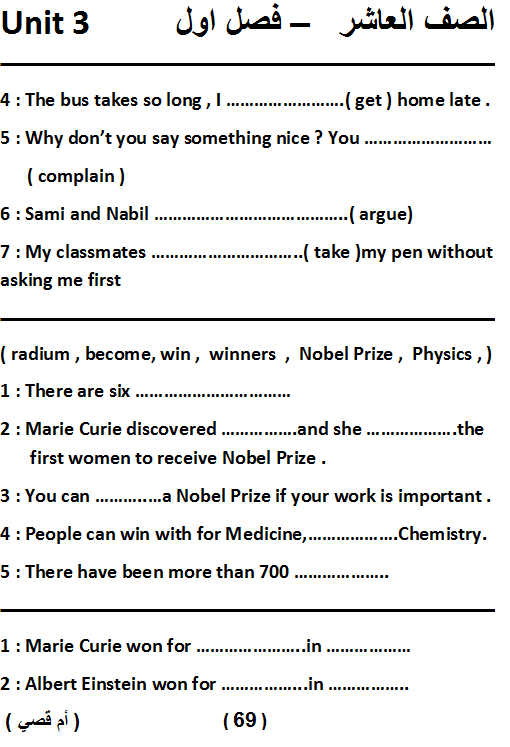 Unit 3 الصف العاشر – فصل اول
4 : The bus takes so long , I …………………….( get ) home late .
5 : Why don’t you say something nice ? You ………………………
( complain )
6 : Sami and Nabil …………………………………..( argue)
7 : My classmates …………………………..( take )my pen without
asking me first
( radium , become, win , winners , Nobel Prize , Physics , )
1 : There are six ……………………………
2 : Marie Curie discovered …………….and she ……………….the
first women to receive Nobel Prize .
3 : You can ………..…a Nobel Prize if your work is important .
4 : People can win with for Medicine,……………….Chemistry.
5 : There have been more than 700 ………………..
1 : Marie Curie won for …………………..in ………………
2 : Albert Einstein won for ……………...in ……………..
( أم قصي ) ( 69 )